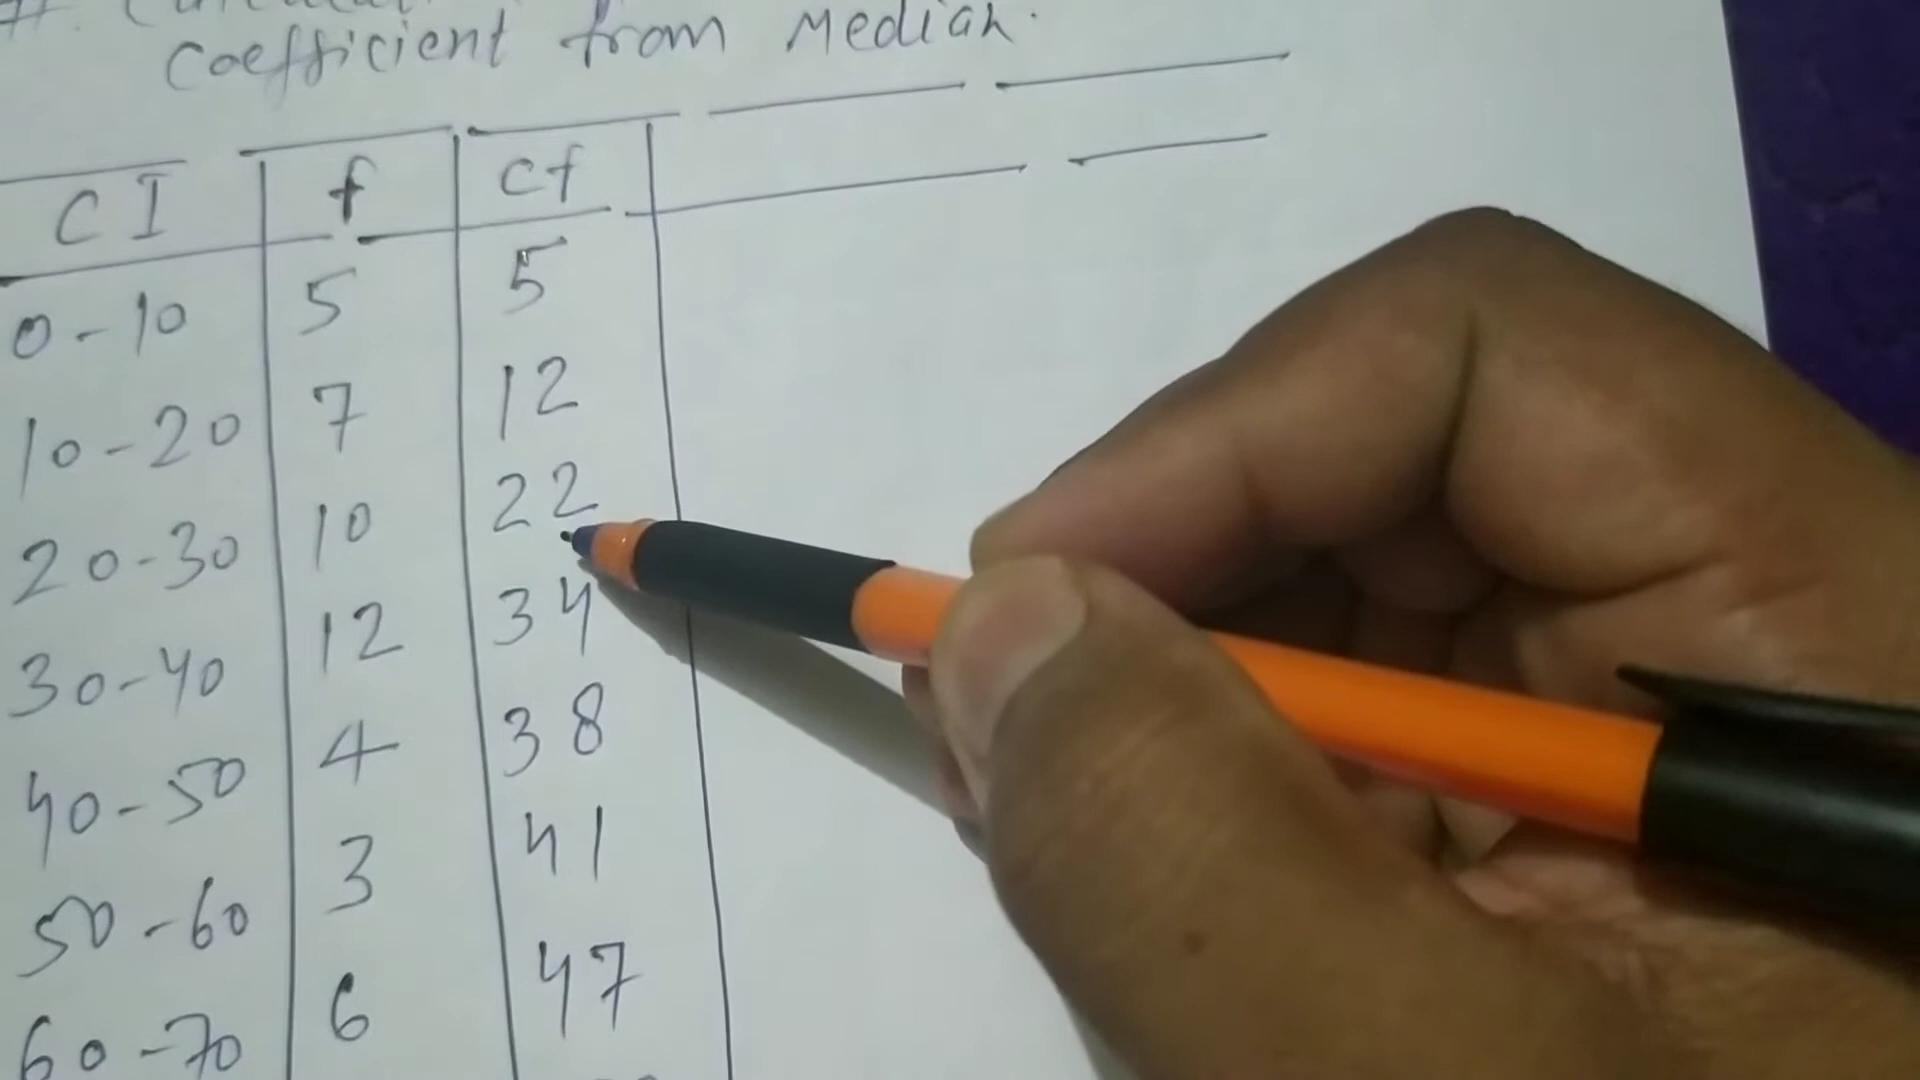 Coefficient from Median.
CI f Cf
0-10 5 5
10-20 7 12
20-30 10 22
30-40 12 34
40-50 4 38
50-60 3 41
60-70 6 47